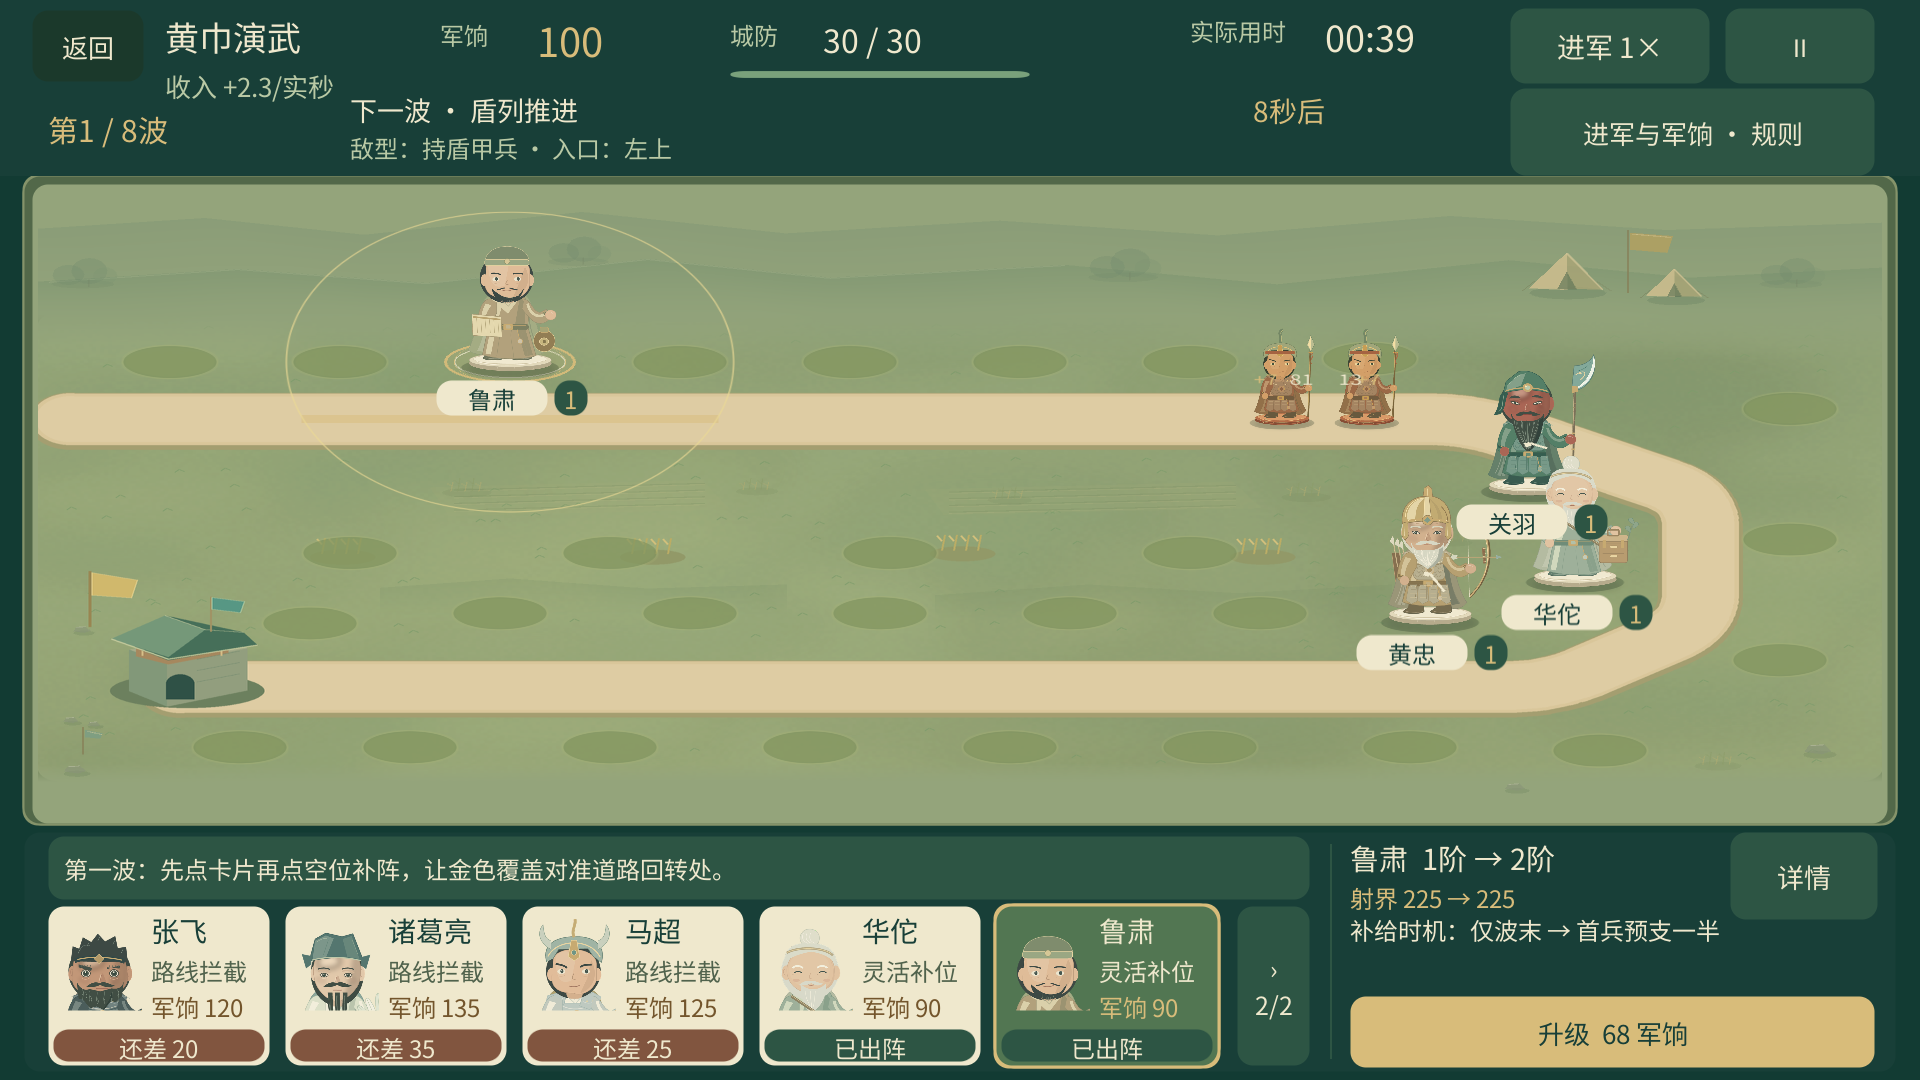 返回
黄巾演武
收入 +2.3/实秒
军饷 100
城防 30 / 30
实际用时 00:39
进军 1×
II
第1 / 8波
下一波 · 盾列推进
敌型：持盾甲兵 · 入口：左上
8秒后
进军与军饷 · 规则
鲁肃 1
81
13
关羽 1
华佗 1
黄忠 1
第一波：先点卡片再点空位补阵，让金色覆盖对准道路回转处。
张飞
路线拦截
军饷 120
还差 20
诸葛亮
路线拦截
军饷 135
还差 35
马超
路线拦截
军饷 125
还差 25
华佗
灵活补位
军饷 90
已出阵
鲁肃
灵活补位
军饷 90
已出阵
›
2/2
鲁肃 1阶 → 2阶
射界 225 → 225
补给时机：仅波末 → 首兵预支一半
详情
升级 68 军饷